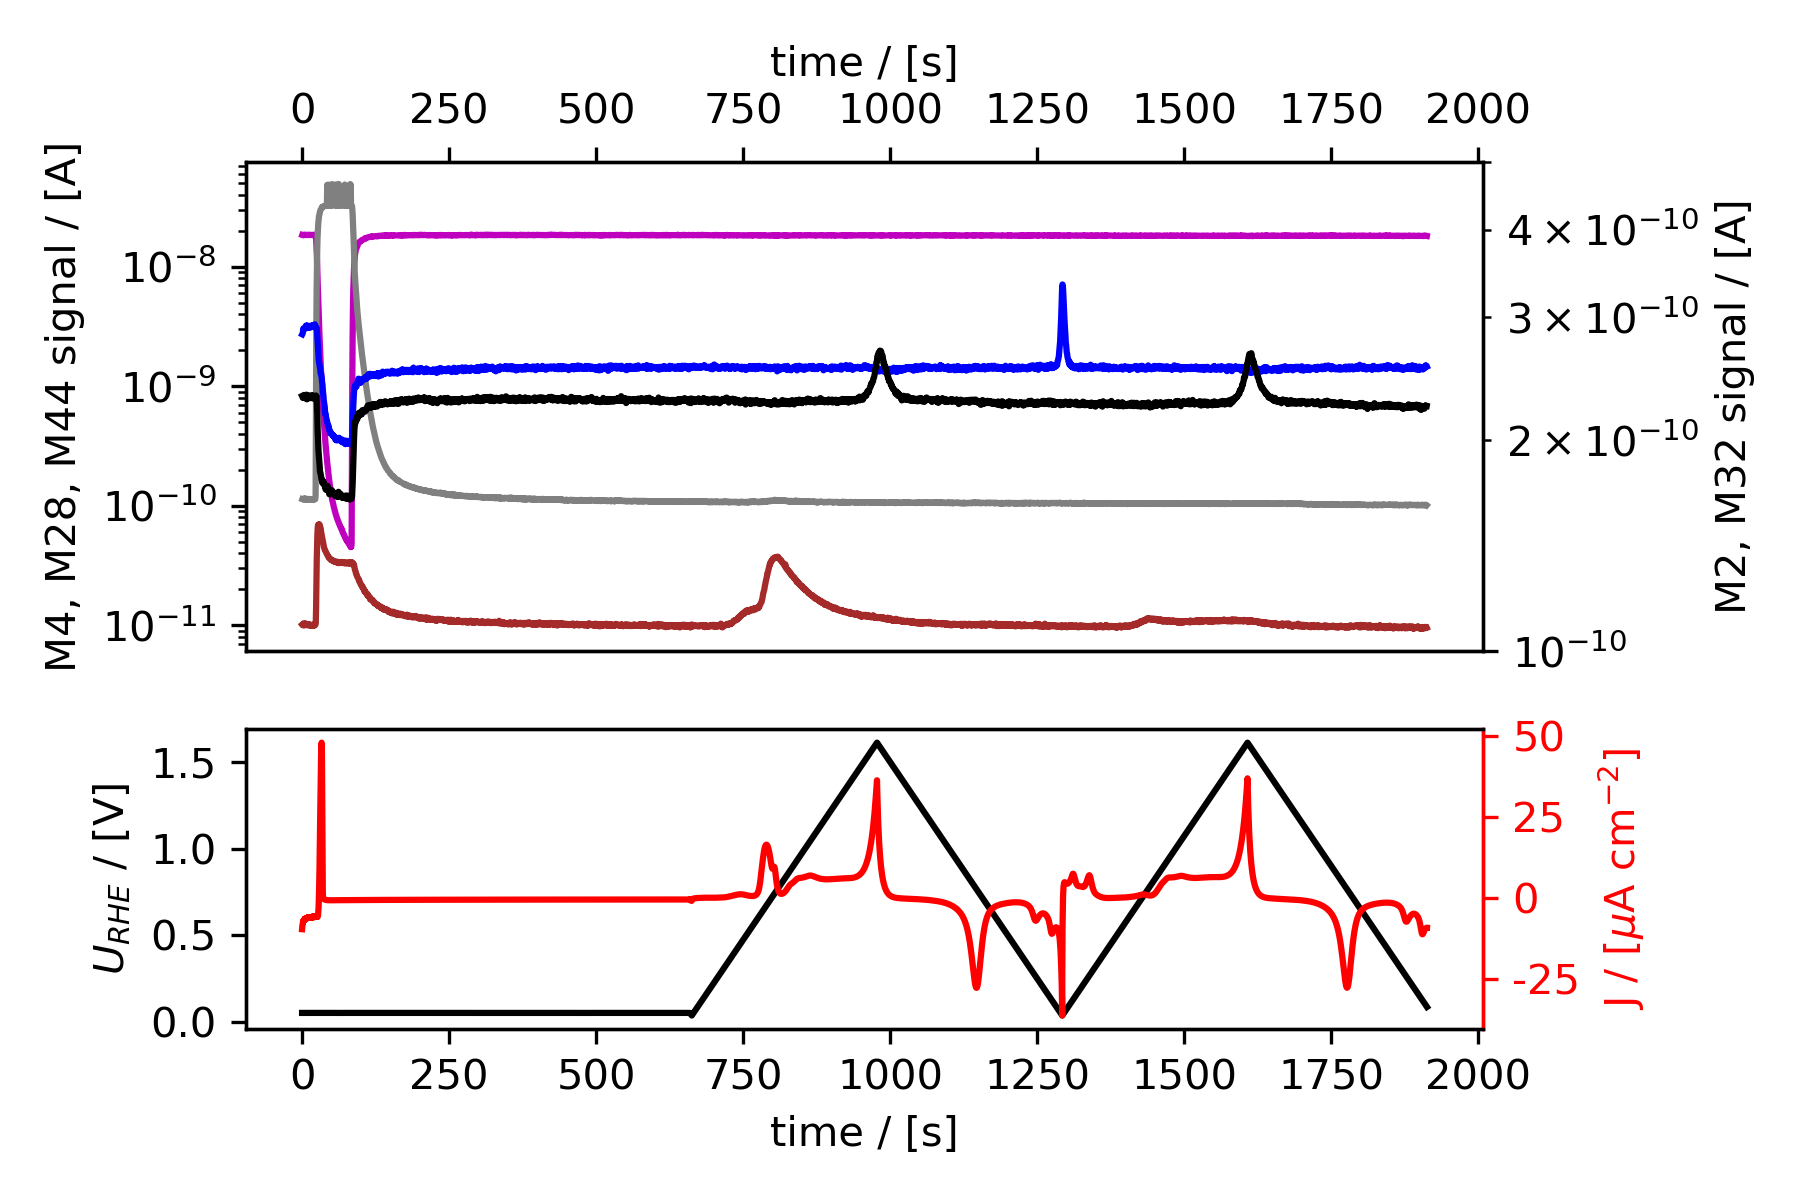 time / [s]
0 250 500 750 1000 1250 1500 1750 2000
M4, M28, M44 signal / [A]
10⁻⁸
10⁻⁹
10⁻¹⁰
10⁻¹¹
4 × 10⁻¹⁰
3 × 10⁻¹⁰
2 × 10⁻¹⁰
10⁻¹⁰
M2, M32 signal / [A]
U_RHE / [V]
1.5
1.0
0.5
0.0
50
25
0
-25
J / [μA cm⁻²]
0 250 500 750 1000 1250 1500 1750 2000
time / [s]